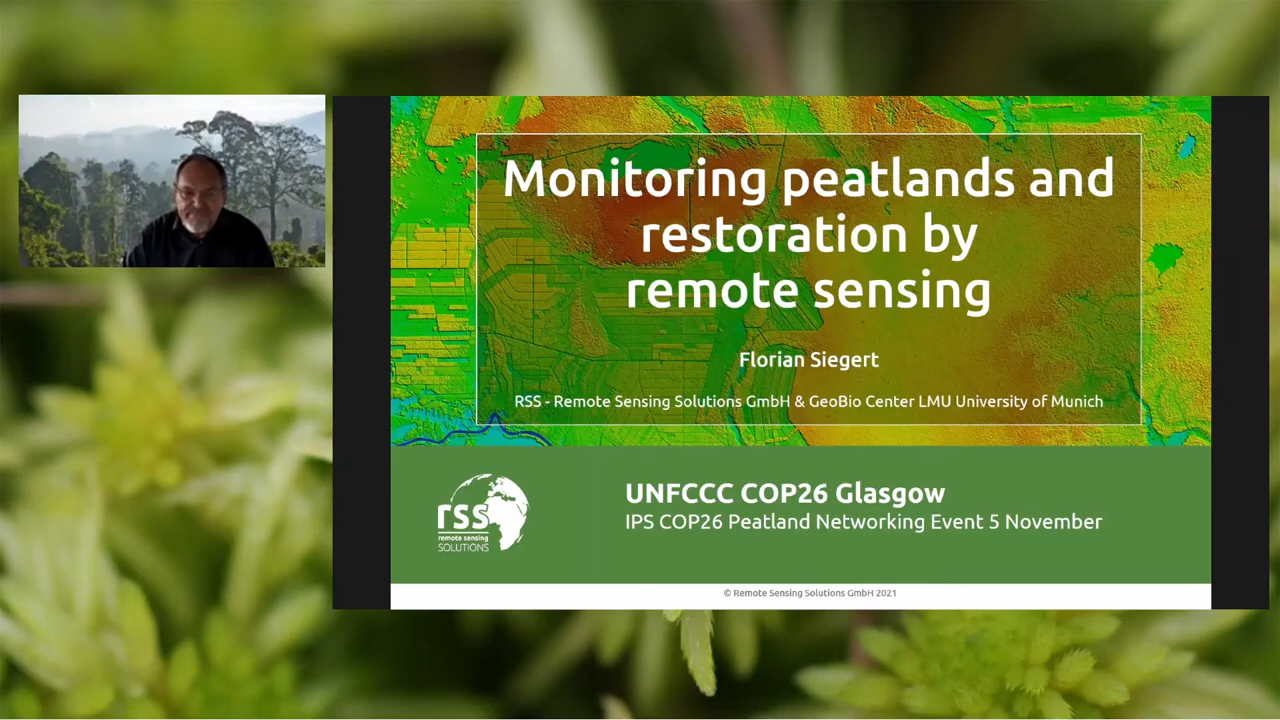 Monitoring peatlands and
restoration by
remote sensing
Florian Siegert
RSS - Remote Sensing Solutions GmbH & GeoBio Center LMU University of Munich
rss
remote sensing
SOLUTIONS
UNFCCC COP26 Glasgow
IPS COP26 Peatland Networking Event 5 November
© Remote Sensing Solutions GmbH 2021